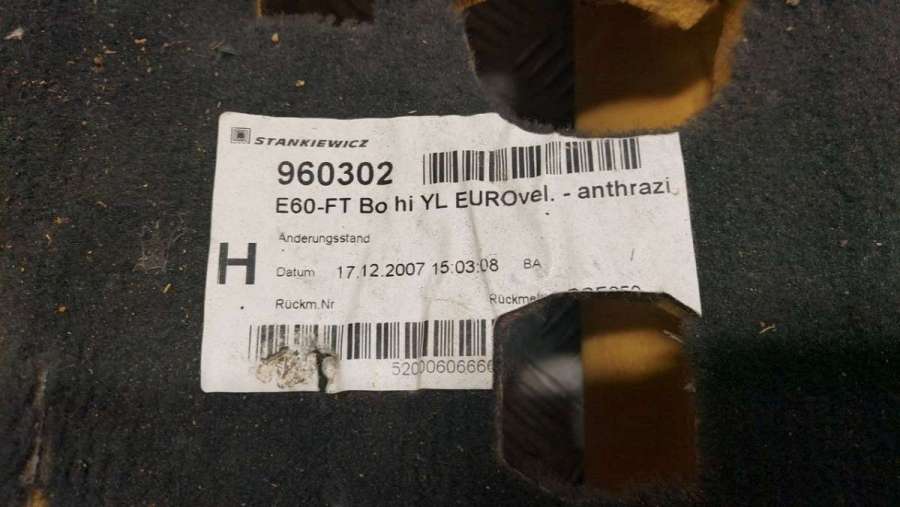 STANKIEWICZ
960302
E60-FT Bo hi YL EUROvel. - anthrazi
Änderungsstand
H
Datum 17.12.2007 15:03:08 BA
Rückm.Nr